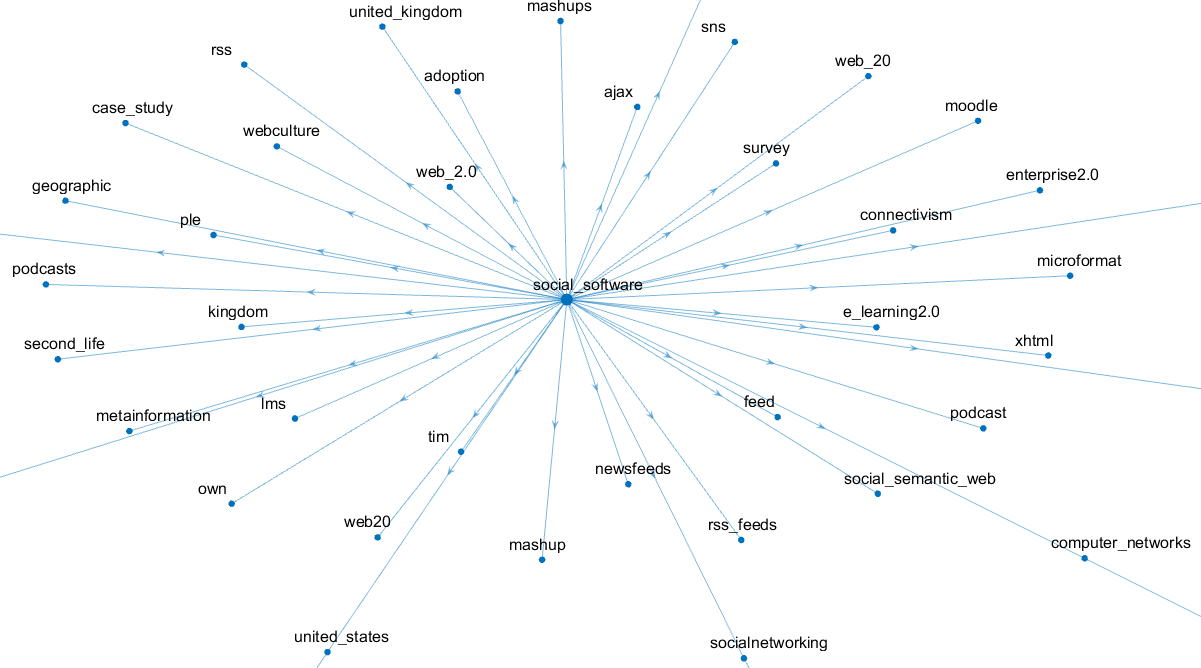 mashups
united_kingdom
sns
rss
web_20
adoption
ajax
case_study
moodle
webculture
survey
web_2.0
enterprise2.0
geographic
ple
connectivism
podcasts
microformat
social_software
kingdom
e_learning2.0
second_life
xhtml
lms
feed
metainformation
podcast
tim
newsfeeds
social_semantic_web
own
web20
rss_feeds
mashup
computer_networks
united_states
socialnetworking